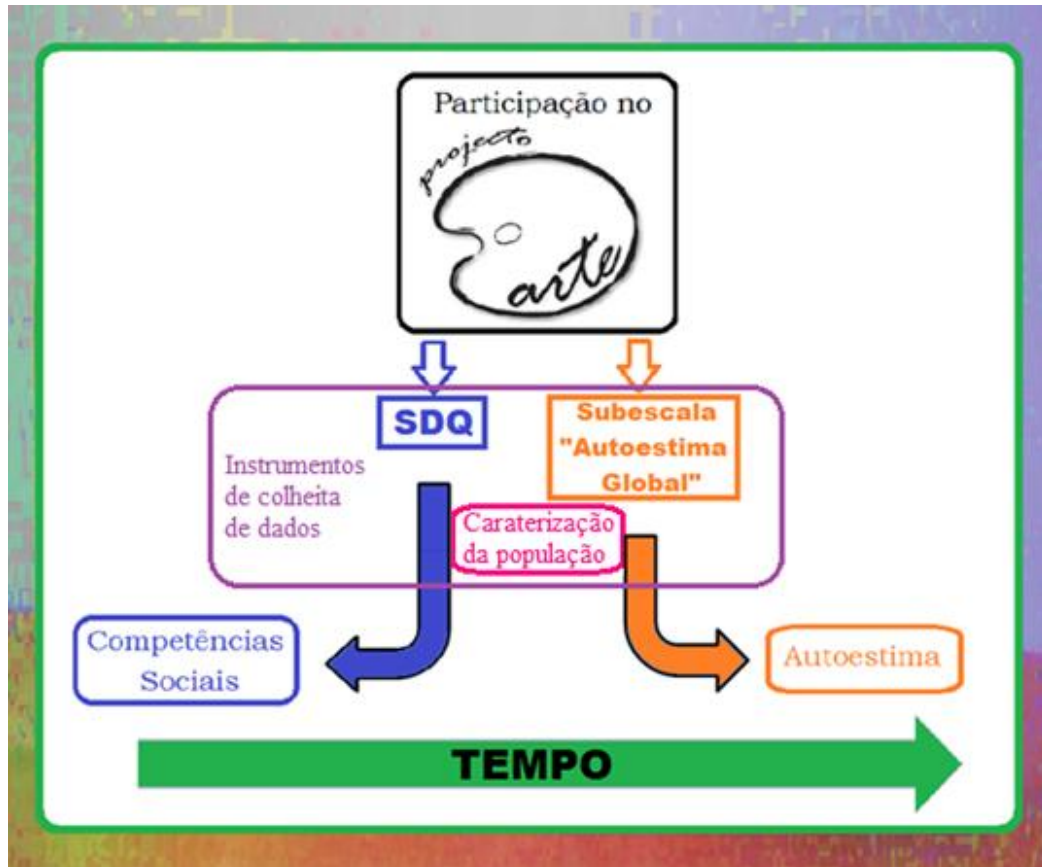 Participação no
projecto
arte
SDQ
Subescala
"Autoestima
Global"
Instrumentos
de colheita
de dados
Caraterização
da população
Competências
Sociais
Autoestima
TEMPO